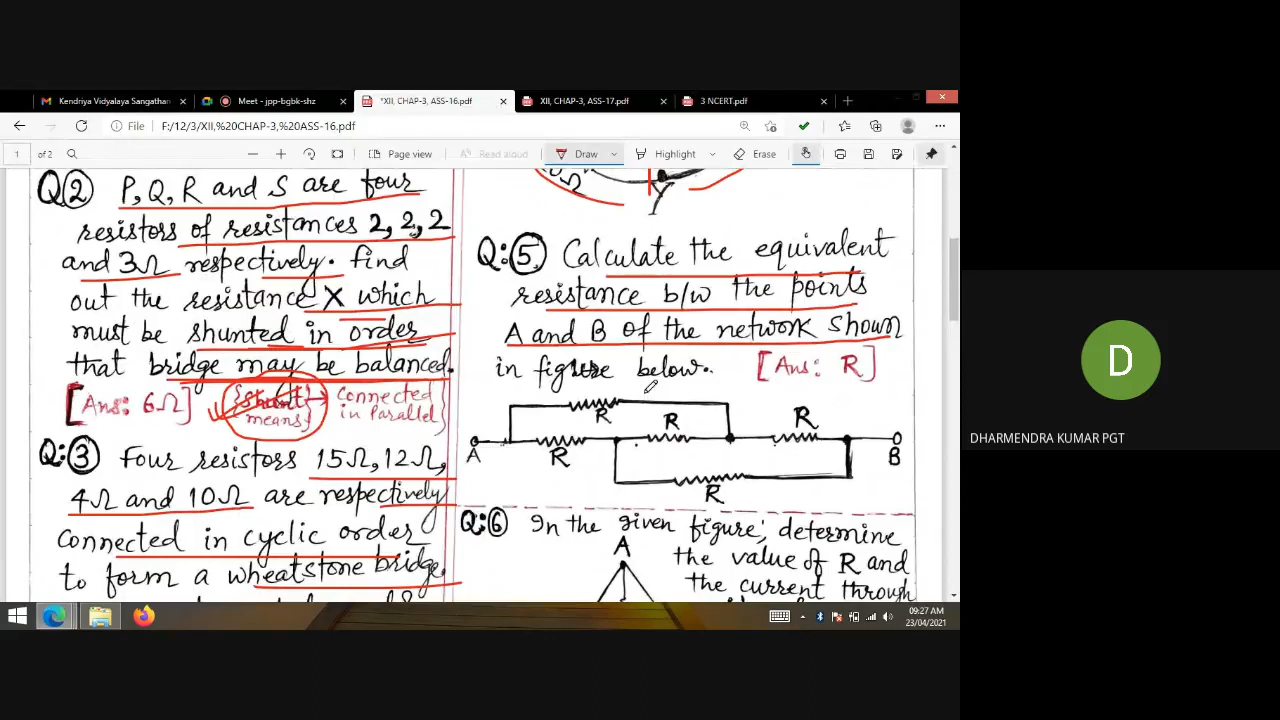 Kendriya Vidyalaya Sangathan
Meet - jpp-bgbk-shz
*XII, CHAP-3, ASS-16.pdf
XII, CHAP-3, ASS-17.pdf
3 NCERT.pdf
File
F:/12/3/XII,%20CHAP-3,%20ASS-16.pdf
1
of 2
Page view
Read aloud
Draw
Highlight
Erase
Q② P, Q, R and S are four
resistors of resistances 2, 2, 2
and 3Ω respectively. find
out the resistance X which
must be shunted in order
that bridge may be balanced.
[Ans: 6Ω] {Shunt means} → Connected
in Parallel}
Q:③ Four resistors 15Ω, 12Ω,
4Ω and 10Ω are respectively
connected in cyclic order
to form a wheatstone bridge.
Y
Q:⑤ Calculate the equivalent
resistance b/w the points
A and B of the network shown
in figure below. [Ans: R]
R
R
R
A
R
B
R
Q:⑥ In the given figure, determine
A
the value of R and
the current through
D
DHARMENDRA KUMAR PGT
09:27 AM
23/04/2021